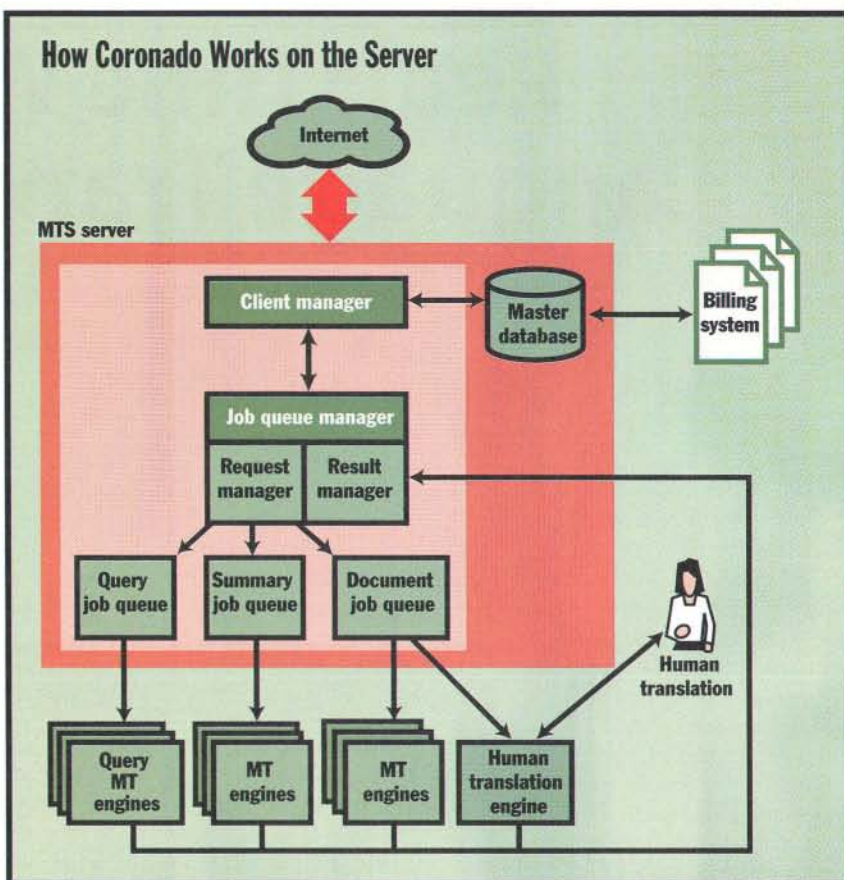 How Coronado Works on the Server
Internet
MTS server
Client manager
Master
database
Billing
system
Job queue manager
Request
manager
Result
manager
Query
job queue
Summary
job queue
Document
job queue
Human
translation
Query
MT
engines
MT
engines
MT
engines
Human
translation
engine